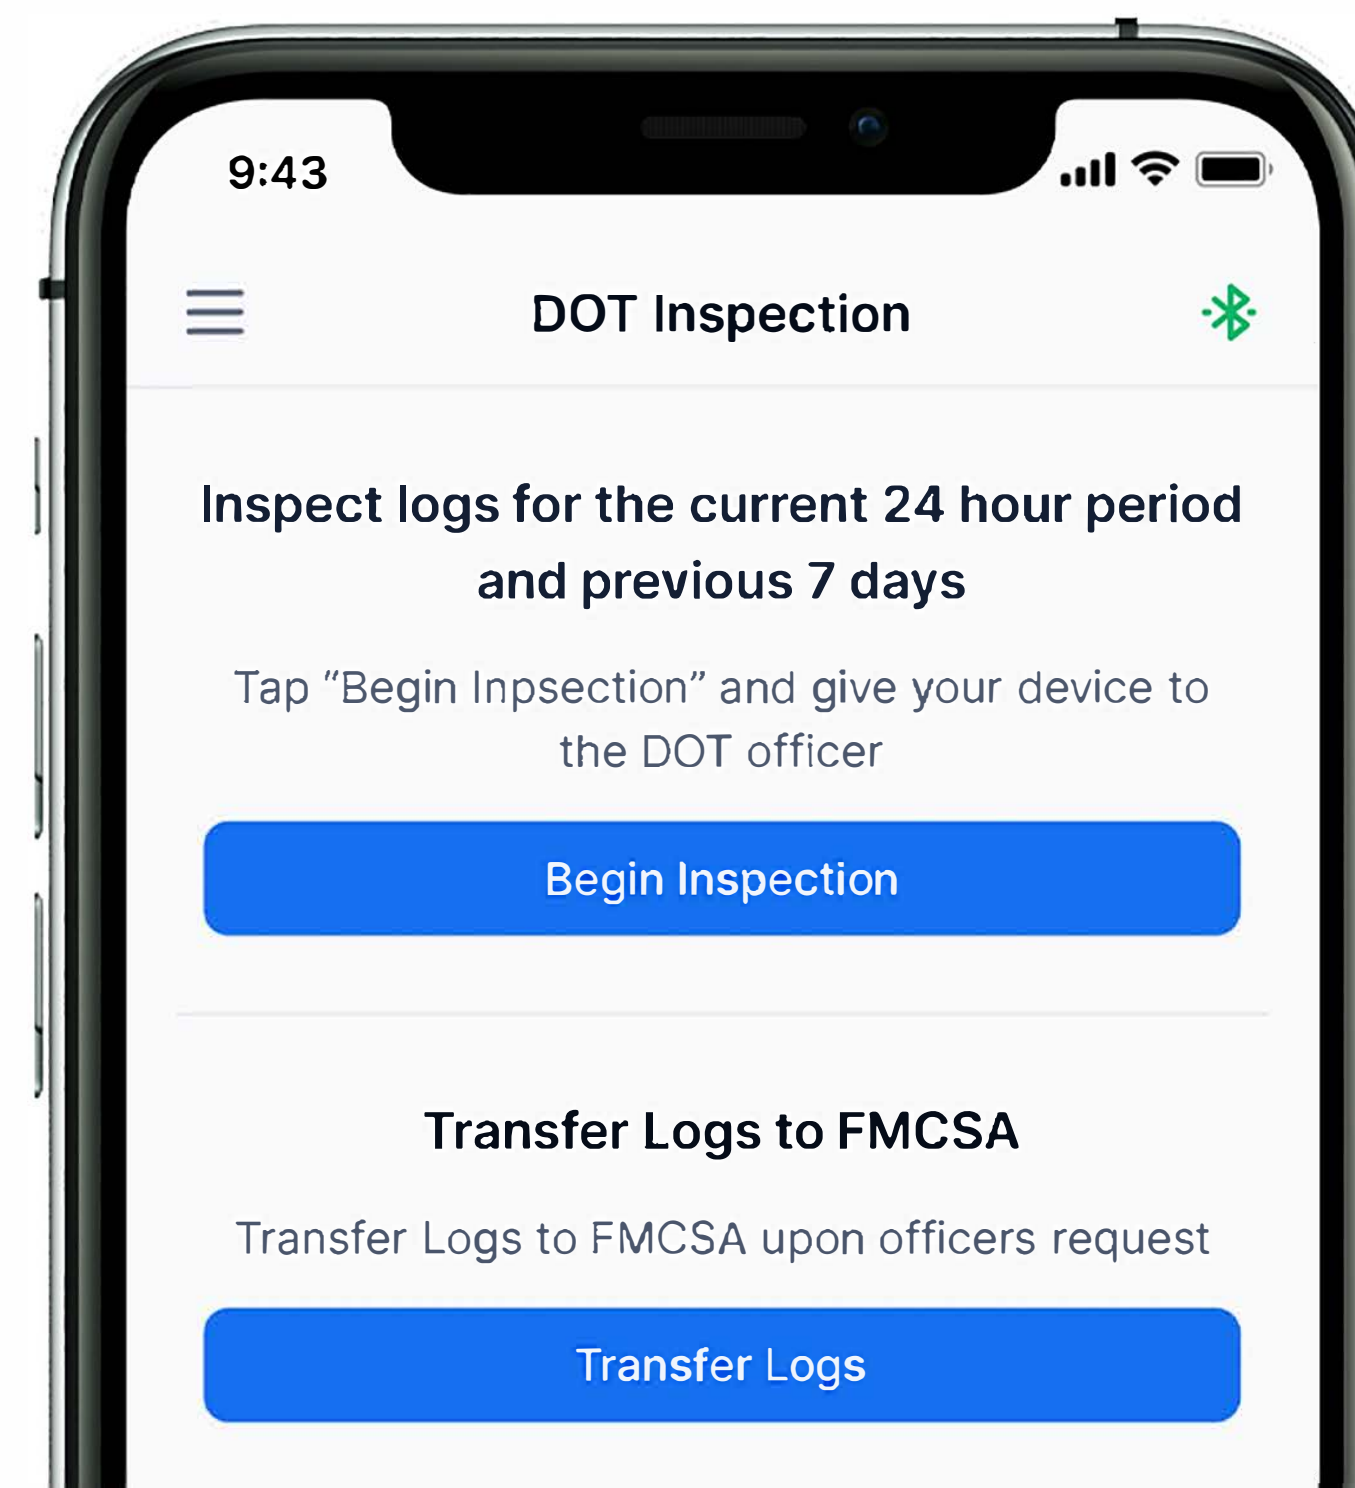 9:43
DOT Inspection
Inspect logs for the current 24 hour period
and previous 7 days
Tap “Begin Inpsection” and give your device to
the DOT officer
Begin Inspection
Transfer Logs to FMCSA
Transfer Logs to FMCSA upon officers request
Transfer Logs